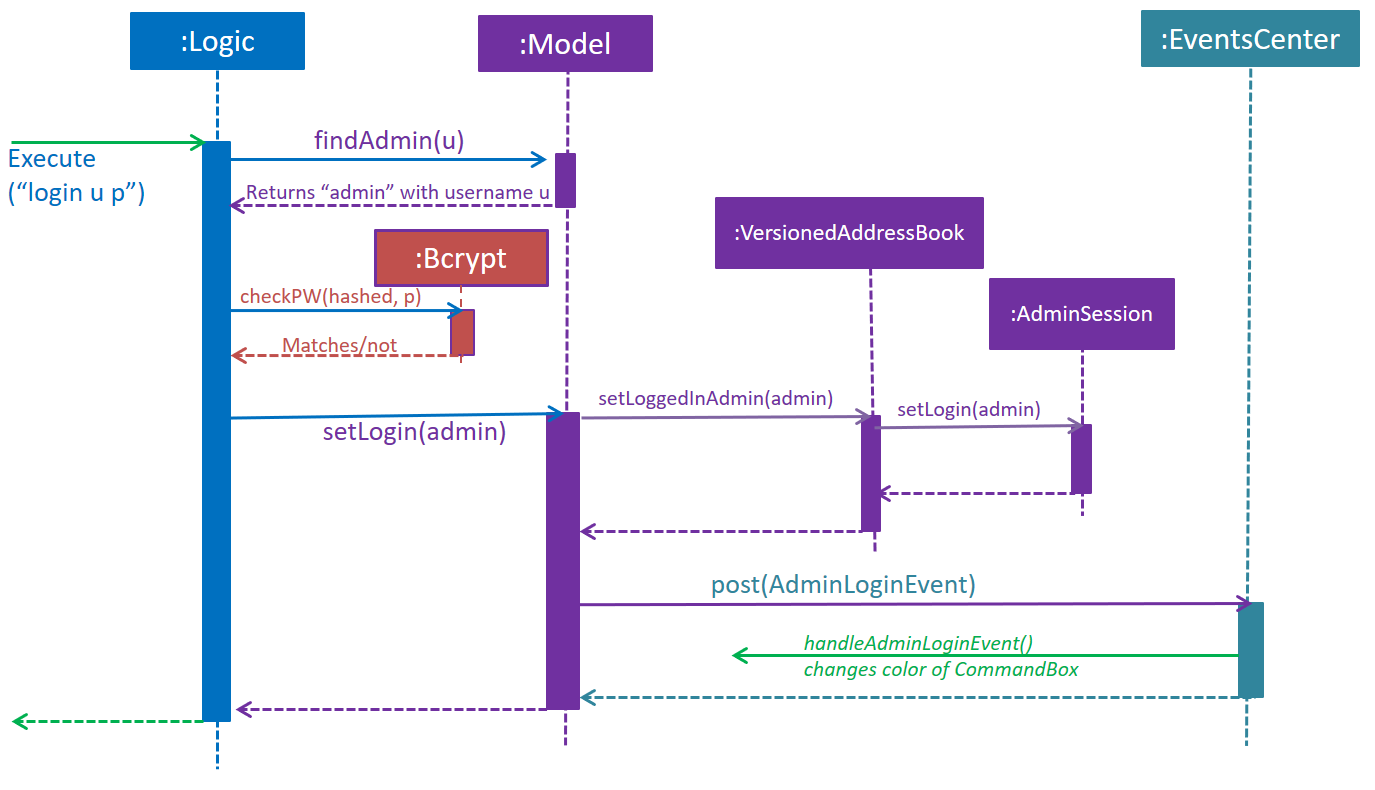 :Logic
:Model
:EventsCenter
Execute
(“login u p”)
findAdmin(u)
Returns “admin” with username u
:Bcrypt
:VersionedAddressBook
:AdminSession
checkPW(hashed, p)
Matches/not
setLoggedInAdmin(admin)
setLogin(admin)
setLogin(admin)
post(AdminLoginEvent)
handleAdminLoginEvent()
changes color of CommandBox